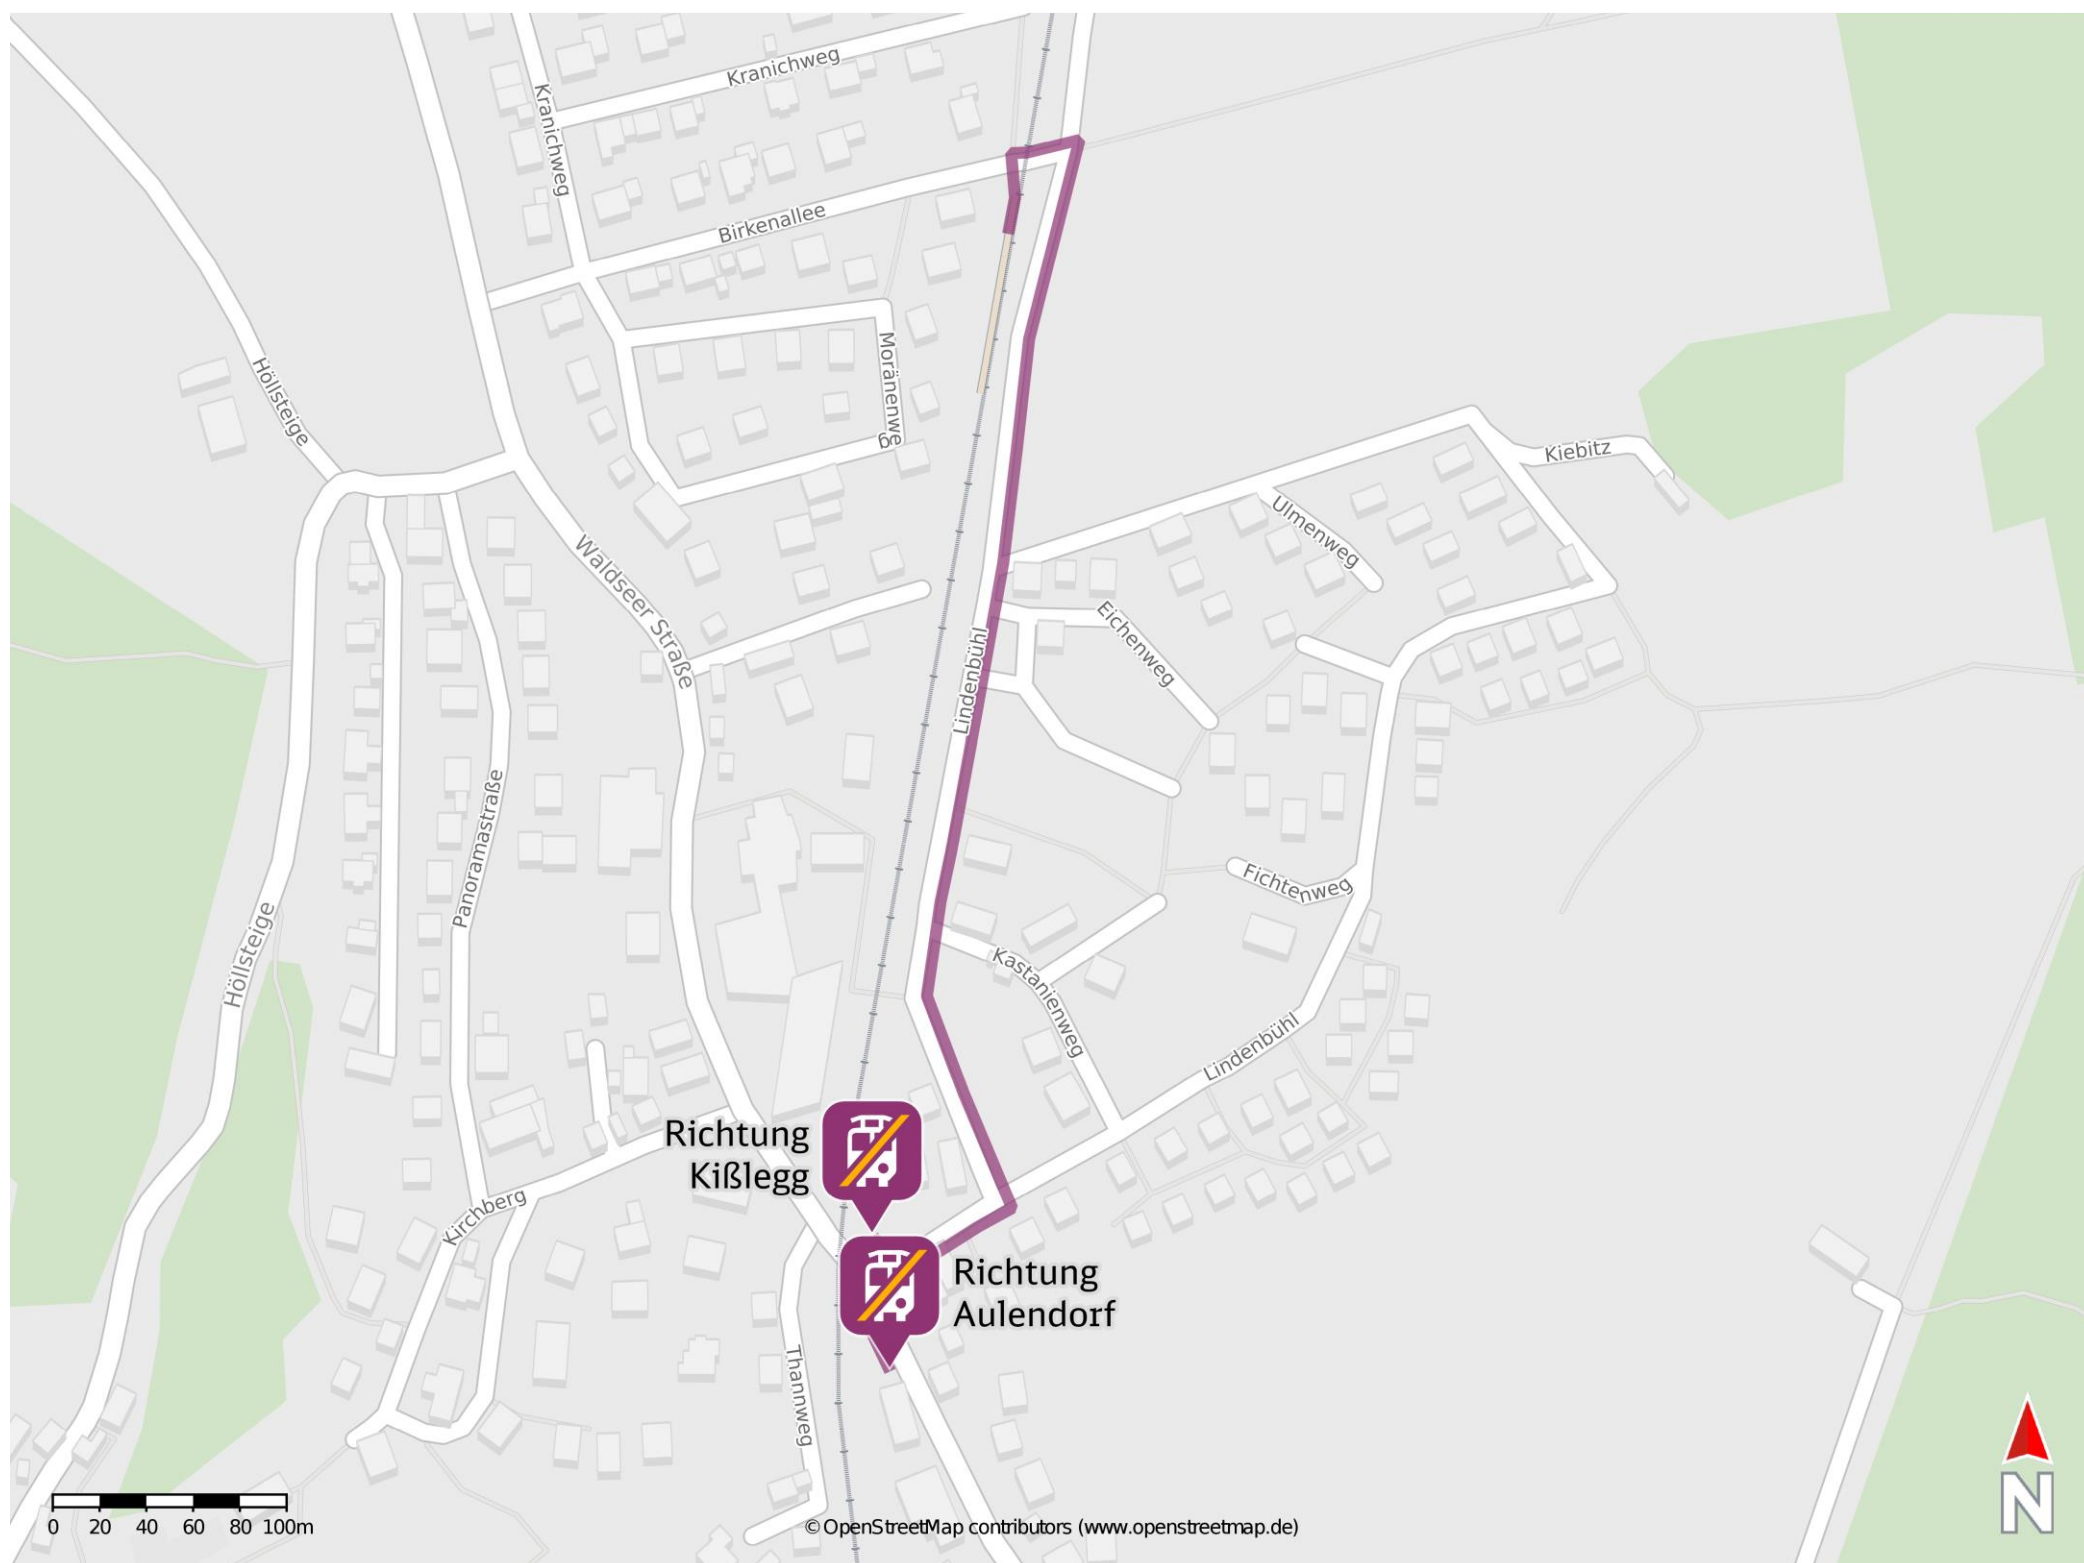 Kranichweg
Kranichweg
Birkenallee
Moränenweg
Höllsteige
Kiebitz
Ulmenweg
Waldseer Straße
Eichenweg
Lindenbühl
Panoramastraße
Fichtenweg
Höllsteige
Kastanienweg
Lindenbühl
Richtung
Kißlegg
Kirchberg
Richtung
Aulendorf
Thannweg
N
0 20 40 60 80 100m
© OpenStreetMap contributors (www.openstreetmap.de)